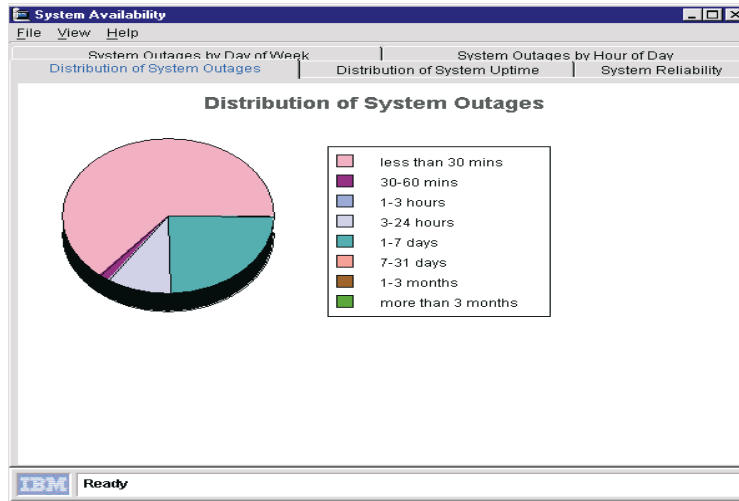 System Availability
File View Help
System Outages by Day of Week System Outages by Hour of Day
Distribution of System Outages Distribution of System Uptime System Reliability
Distribution of System Outages
less than 30 mins
30-60 mins
1-3 hours
3-24 hours
1-7 days
7-31 days
1-3 months
more than 3 months
IBM Ready